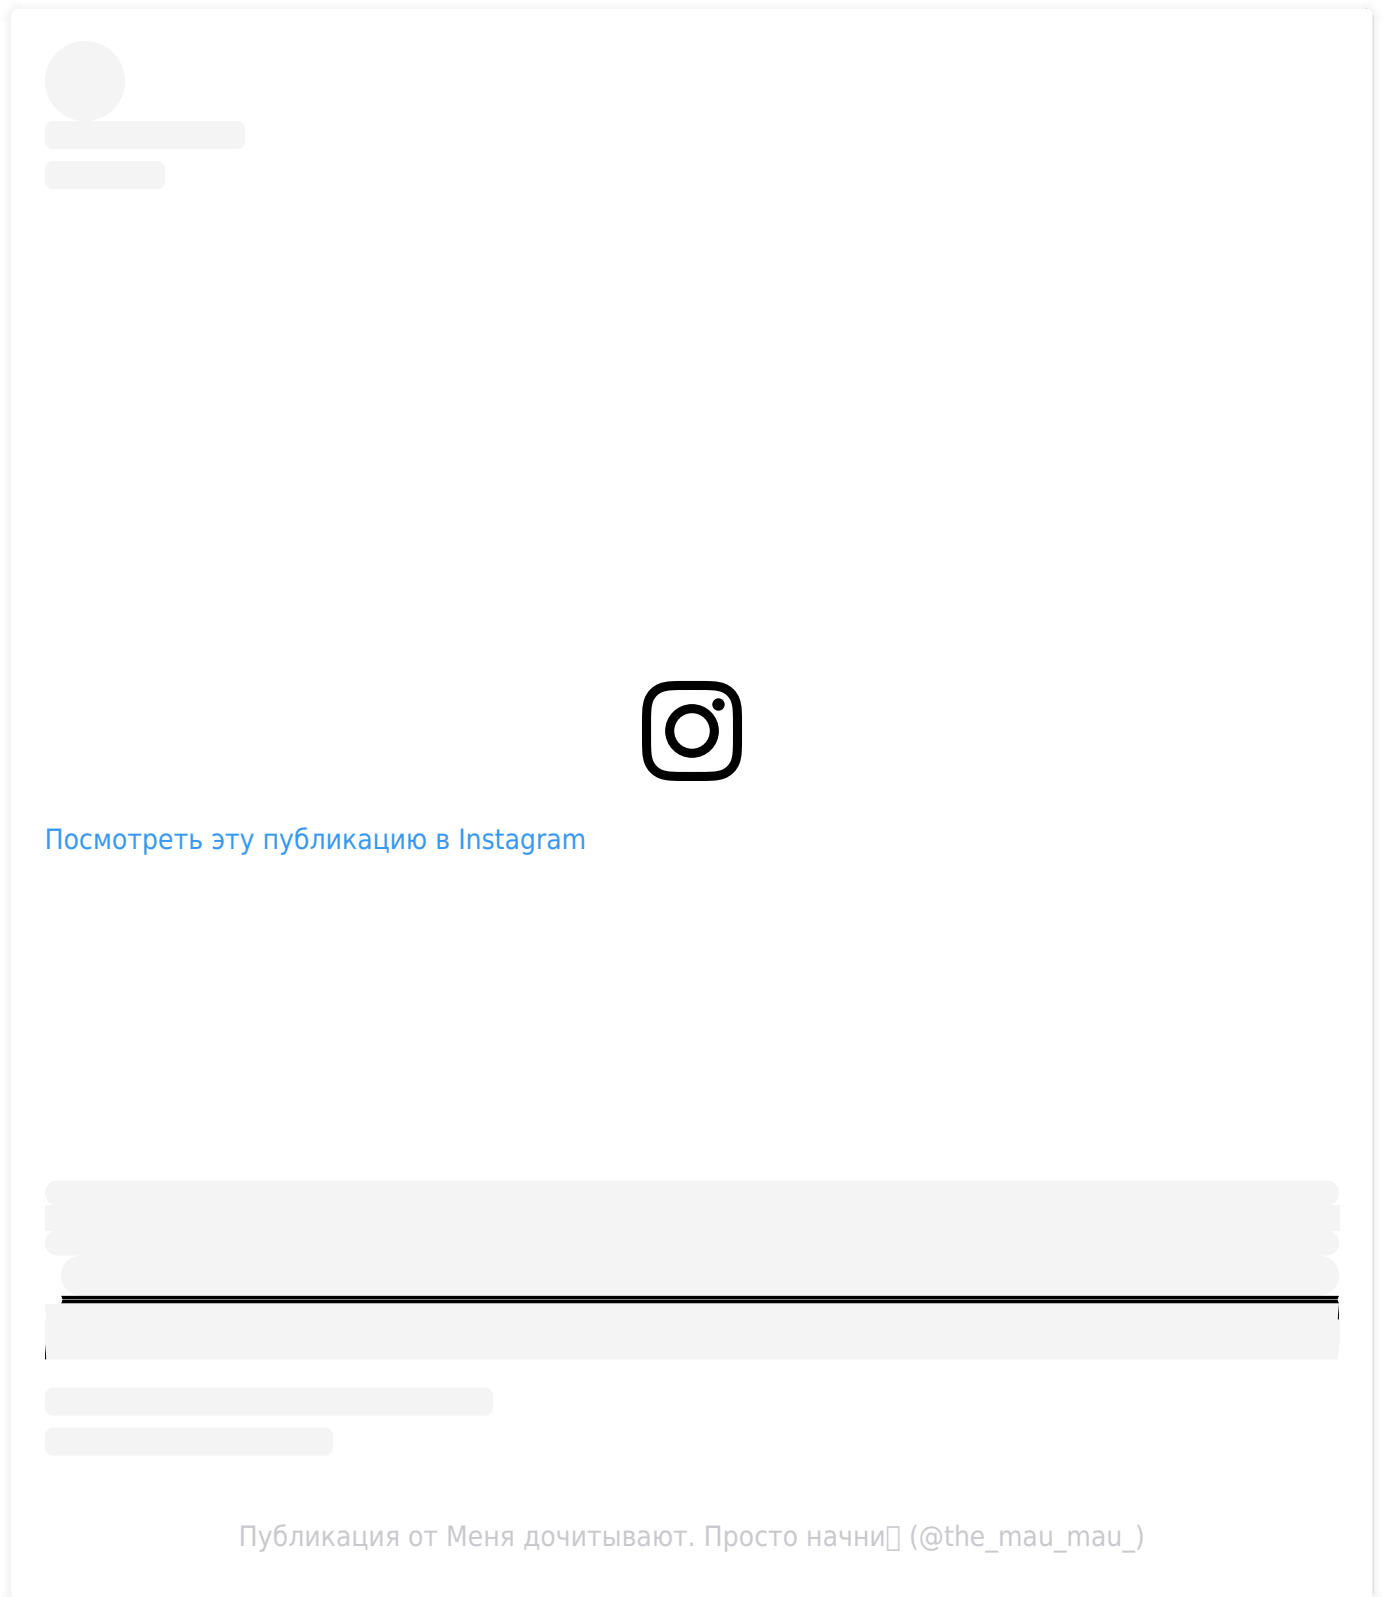 Посмотреть эту публикацию в Instagram
Публикация от Меня дочитывают. Просто начни (@the_mau_mau_)